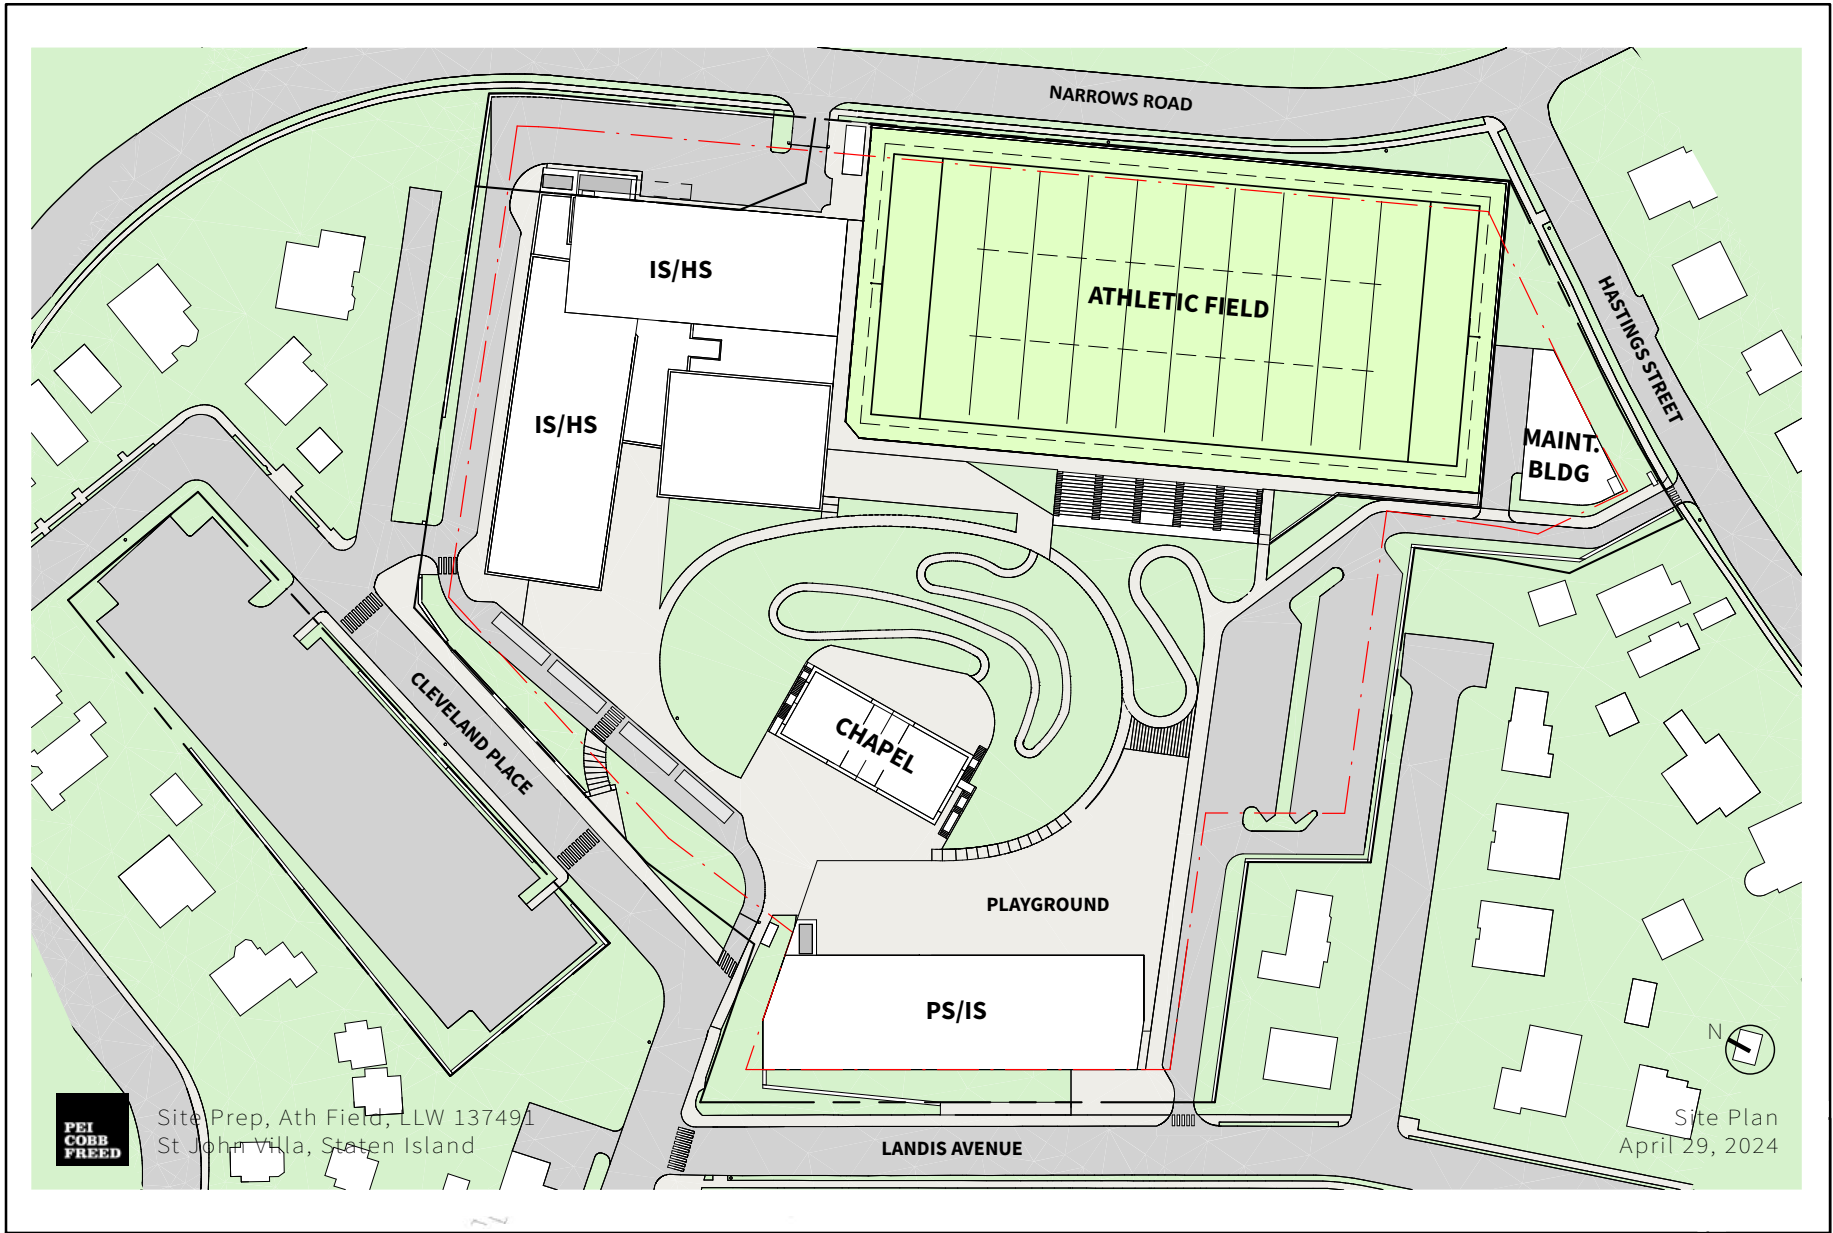 NARROWS ROAD
HASTINGS STREET
IS/HS
ATHLETIC FIELD
IS/HS
MAINT.
BLDG
CLEVELAND PLACE
CHAPEL
PLAYGROUND
PS/IS
N
PEI
COBB
FREED
Site Prep, Ath Field, LLW 137491
St John Villa, Staten Island
LANDIS AVENUE
Site Plan
April 29, 2024